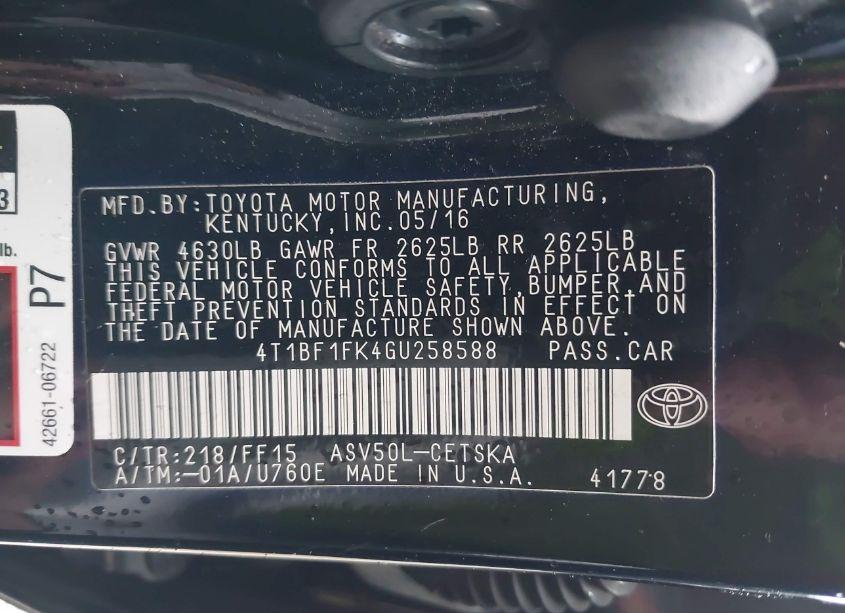 MFD.BY:TOYOTA MOTOR MANUFACTURING,
KENTUCKY,INC.05/16
GVWR 4630LB GAWR FR 2625LB RR 2625LB
THIS VEHICLE CONFORMS TO ALL APPLICABLE
FEDERAL MOTOR VEHICLE SAFETY,BUMPER,AND
THEFT PREVENTION STANDARDS IN EFFECT ON
THE DATE OF MANUFACTURE SHOWN ABOVE.
4T1BF1FK4GU258588 PASS.CAR
C/TR:218/FF15 ASV50L-CETSKA
A/TM:-01A/U760E MADE IN U.S.A. 41778
3
lb.
P7
42661-06722